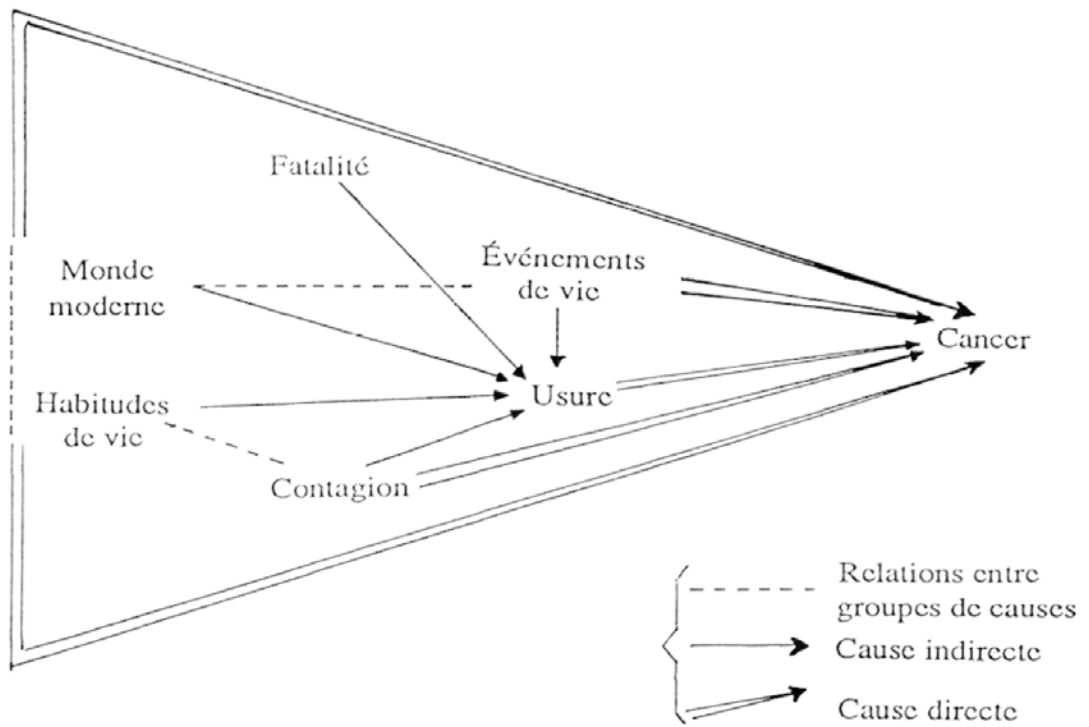 Fatalité
Événements
de vie
Monde
moderne
Cancer
Usure
Habitudes
de vie
Contagion
Relations entre
groupes de causes
Cause indirecte
Cause directe